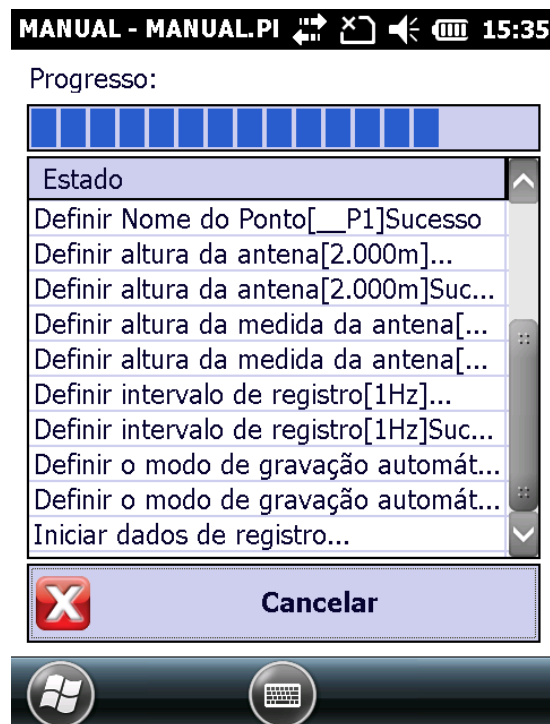 MANUAL - MANUAL.PI 15:35
Progresso:
Estado
Definir Nome do Ponto[__P1]Sucesso
Definir altura da antena[2.000m]...
Definir altura da antena[2.000m]Suc...
Definir altura da medida da antena[...
Definir altura da medida da antena[...
Definir intervalo de registro[1Hz]...
Definir intervalo de registro[1Hz]Suc...
Definir o modo de gravação automát...
Definir o modo de gravação automát...
Iniciar dados de registro...
Cancelar